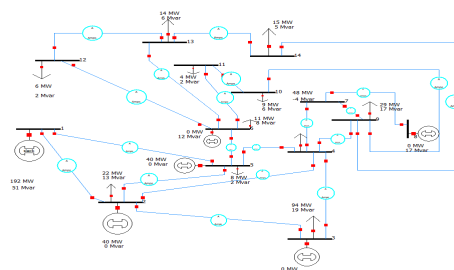 14 MW
6 Mvar
15 MW
5 Mvar
13
14
12
11
4 MW
2 Mvar
6 MW
2 Mvar
10
9 MW
6 Mvar
48 MW
-4 Mvar
7
29 MW
17 Mvar
11 MW
8 Mvar
0 MW
12 Mvar
1
9
0 MW
17 Mvar
40 MW
0 Mvar
5
8 MW
2 Mvar
4
192 MW
51 Mvar
22 MW
13 Mvar
94 MW
19 Mvar
40 MW
0 Mvar
3
0 MW